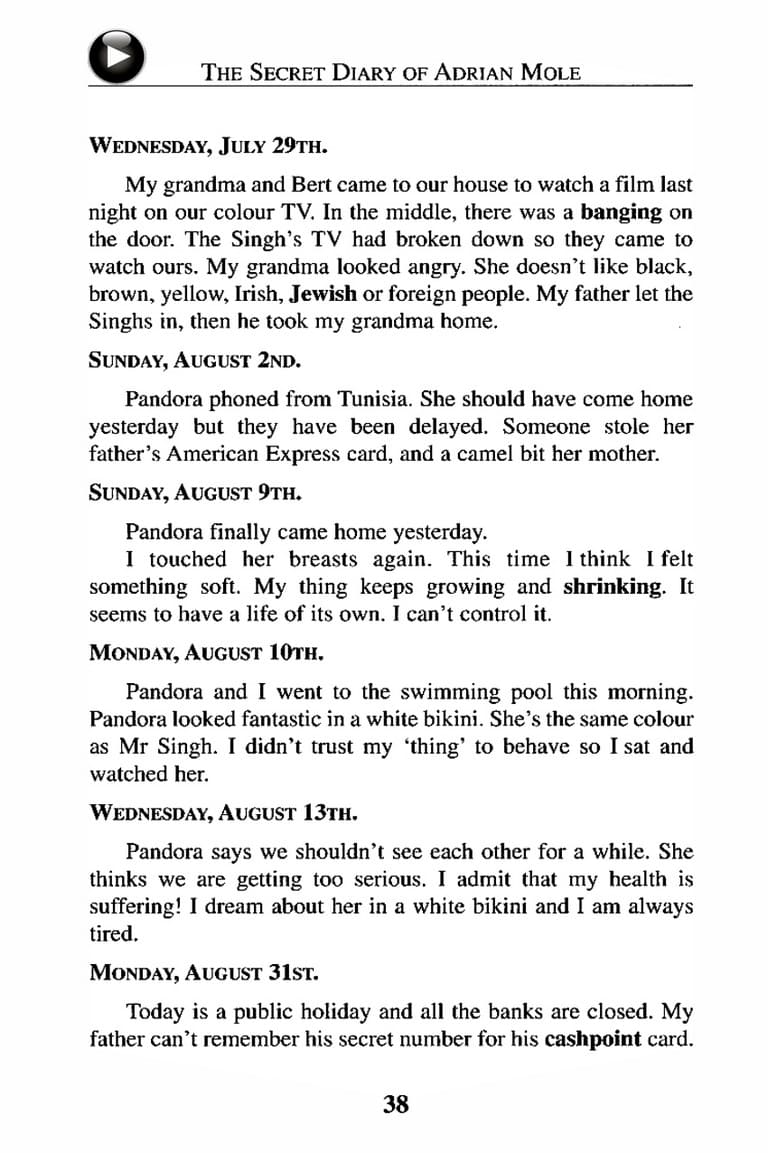 THE SECRET DIARY OF ADRIAN MOLE
WEDNESDAY, JULY 29TH.
My grandma and Bert came to our house to watch a film last
night on our colour TV. In the middle, there was a banging on
the door. The Singh's TV had broken down so they came to
watch ours. My grandma looked angry. She doesn't like black,
brown, yellow, Irish, Jewish or foreign people. My father let the
Singhs in, then he took my grandma home.
SUNDAY, AUGUST 2ND.
Pandora phoned from Tunisia. She should have come home
yesterday but they have been delayed. Someone stole her
father's American Express card, and a camel bit her mother.
SUNDAY, AUGUST 9TH.
Pandora finally came home yesterday.
I touched her breasts again. This time I think I felt
something soft. My thing keeps growing and shrinking. It
seems to have a life of its own. I can't control it.
MONDAY, AUGUST 10TH.
Pandora and I went to the swimming pool this morning.
Pandora looked fantastic in a white bikini. She's the same colour
as Mr Singh. I didn't trust my 'thing' to behave so I sat and
watched her.
WEDNESDAY, AUGUST 13TH.
Pandora says we shouldn't see each other for a while. She
thinks we are getting too serious. I admit that my health is
suffering! I dream about her in a white bikini and I am always
tired.
MONDAY, AUGUST 31ST.
Today is a public holiday and all the banks are closed. My
father can't remember his secret number for his cashpoint card.
38